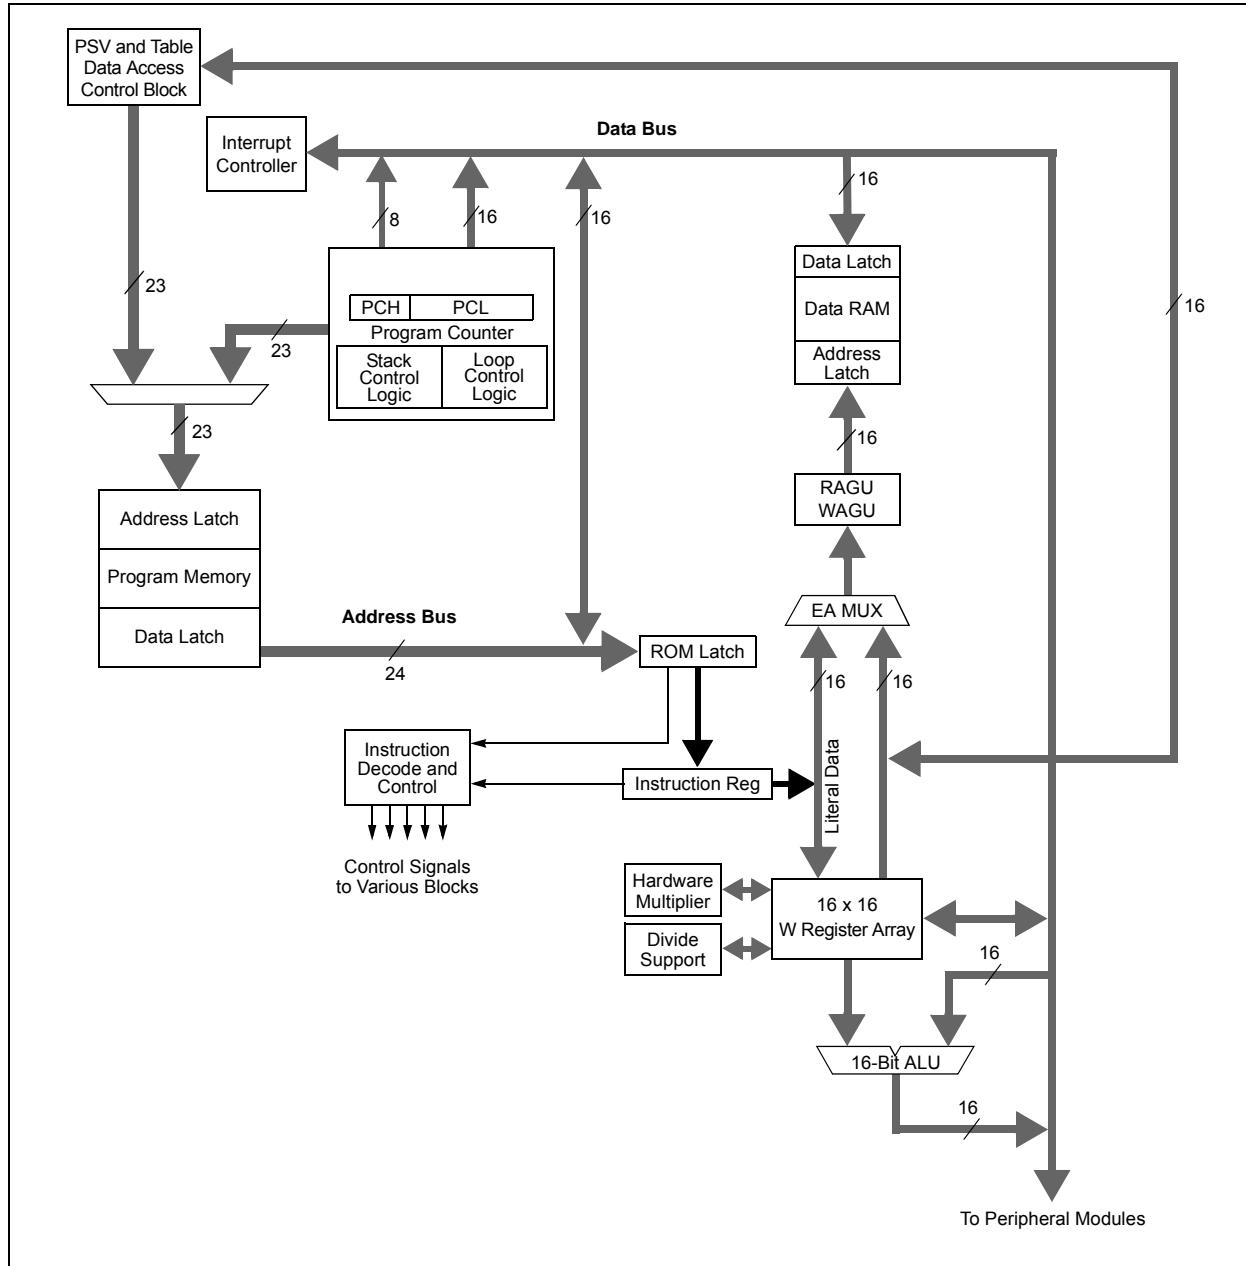 PSV and Table
Data Access
Control Block
Interrupt
Controller
Data Bus
8
16
16
16
23
23
16
PCH
PCL
Program Counter
Stack
Control
Logic
Loop
Control
Logic
Data Latch
Data RAM
Address
Latch
23
16
RAGU
WAGU
Address Latch
Program Memory
Data Latch
Address Bus
24
EA MUX
ROM Latch
16
16
Instruction
Decode and
Control
Instruction Reg
Literal Data
Control Signals
to Various Blocks
Hardware
Multiplier
Divide
Support
16 x 16
W Register Array
16
16-Bit ALU
16
To Peripheral Modules